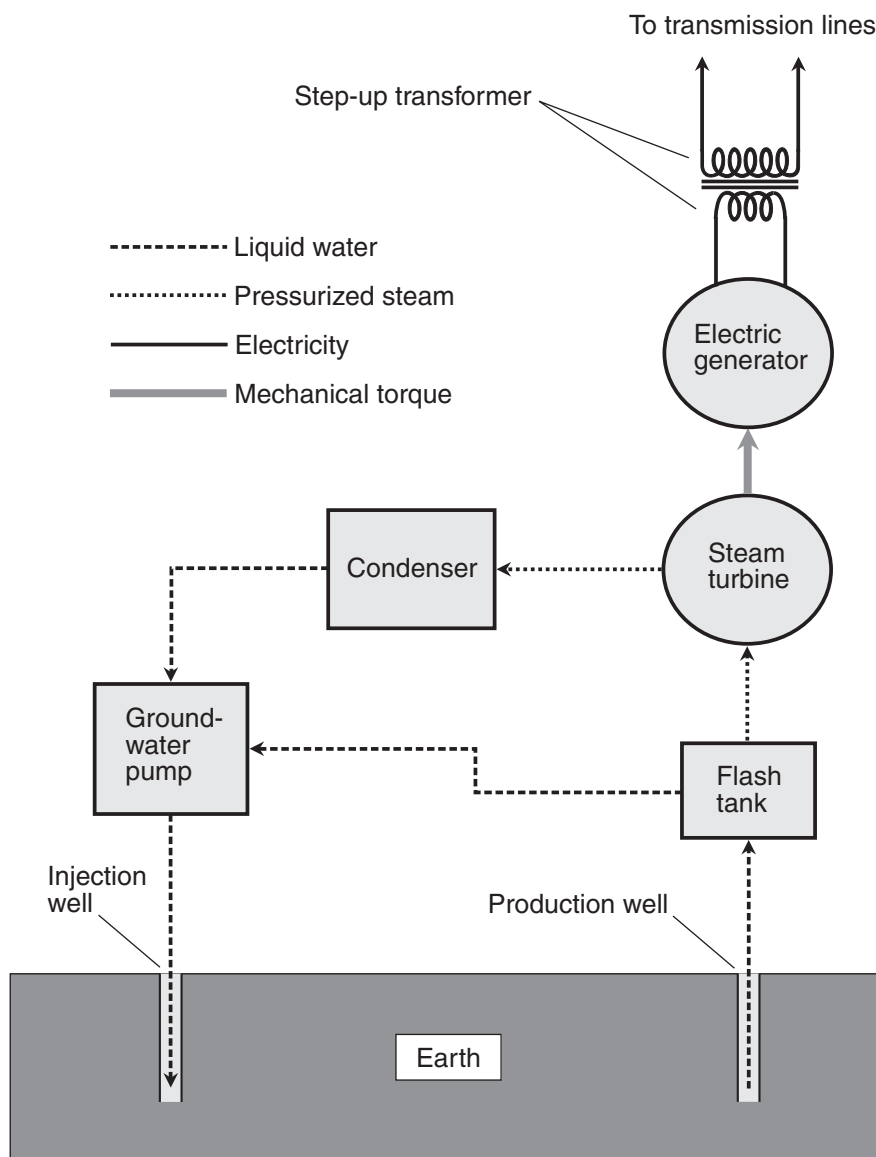 To transmission lines
Step-up transformer
Liquid water
Pressurized steam
Electricity
Mechanical torque
Electric
generator
Steam
turbine
Condenser
Ground-
water
pump
Flash
tank
Injection
well
Production well
Earth